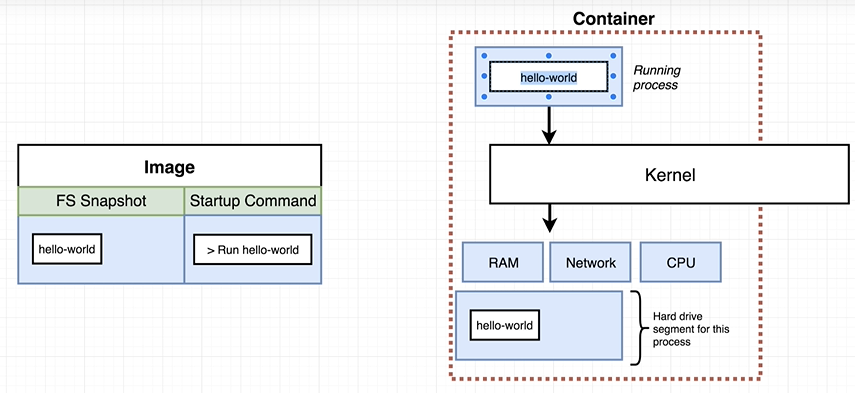 Container
hello-world
Running
process
Image
Kernel
FS Snapshot
Startup Command
hello-world
> Run hello-world
RAM
Network
CPU
hello-world
Hard drive
segment for this
process